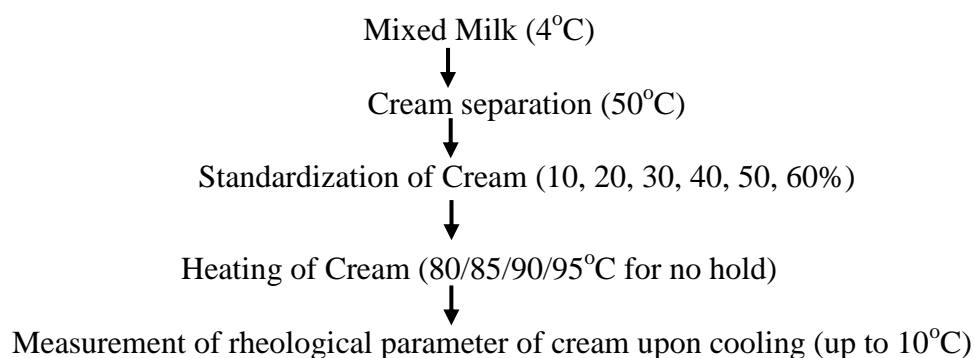 Mixed Milk (4°C)
Cream separation (50°C)
Standardization of Cream (10, 20, 30, 40, 50, 60%)
Heating of Cream (80/85/90/95°C for no hold)
Measurement of rheological parameter of cream upon cooling (up to 10°C)